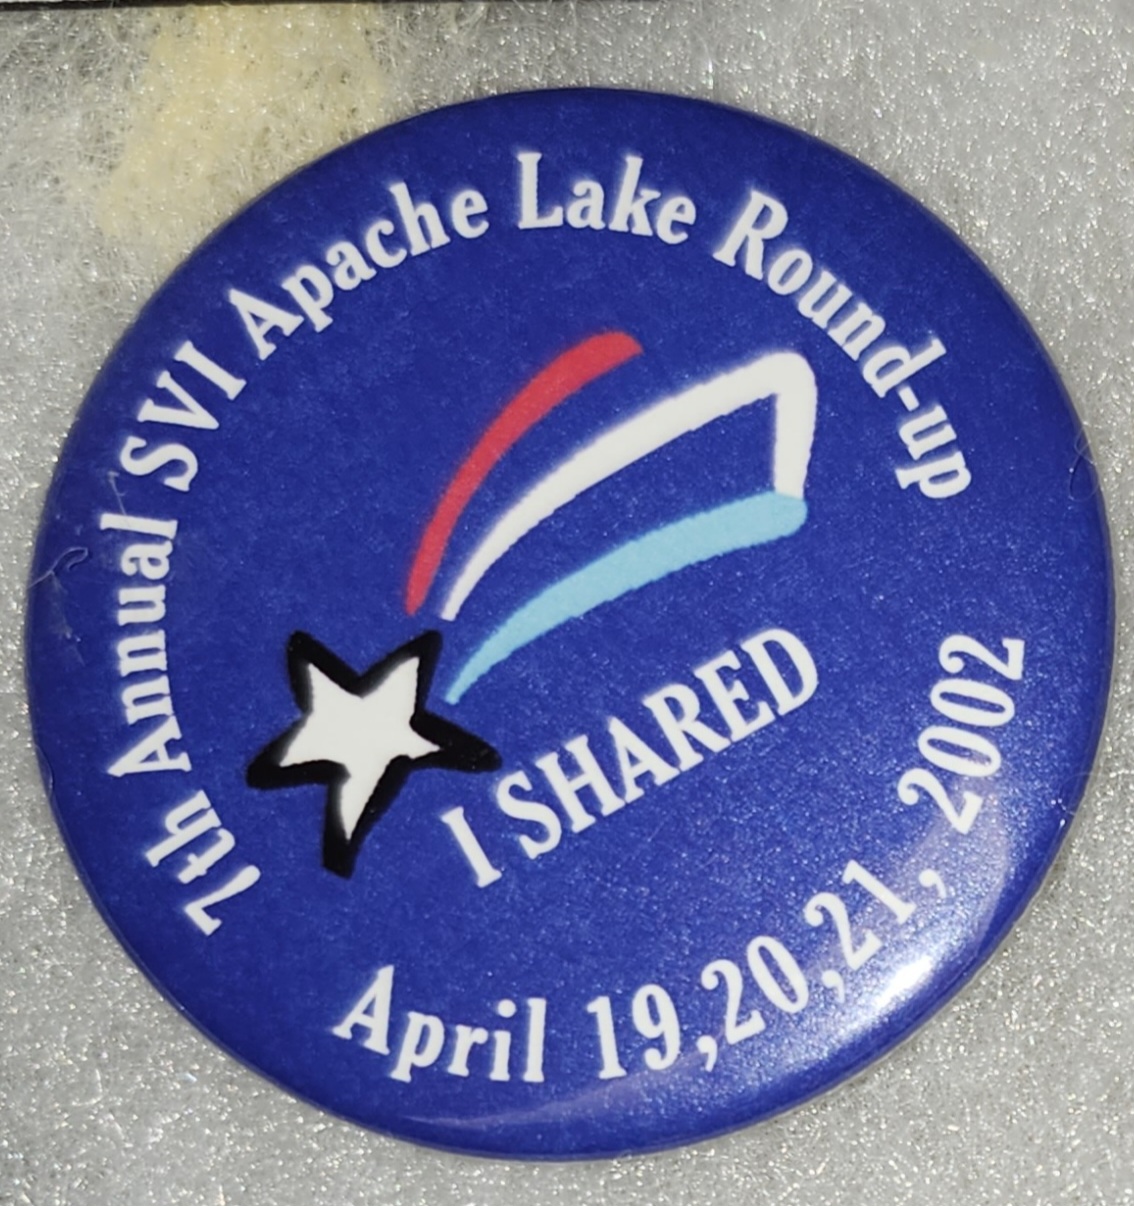 7th Annual SVI Apache Lake Round-up
I SHARED
April 19,20,21, 2002